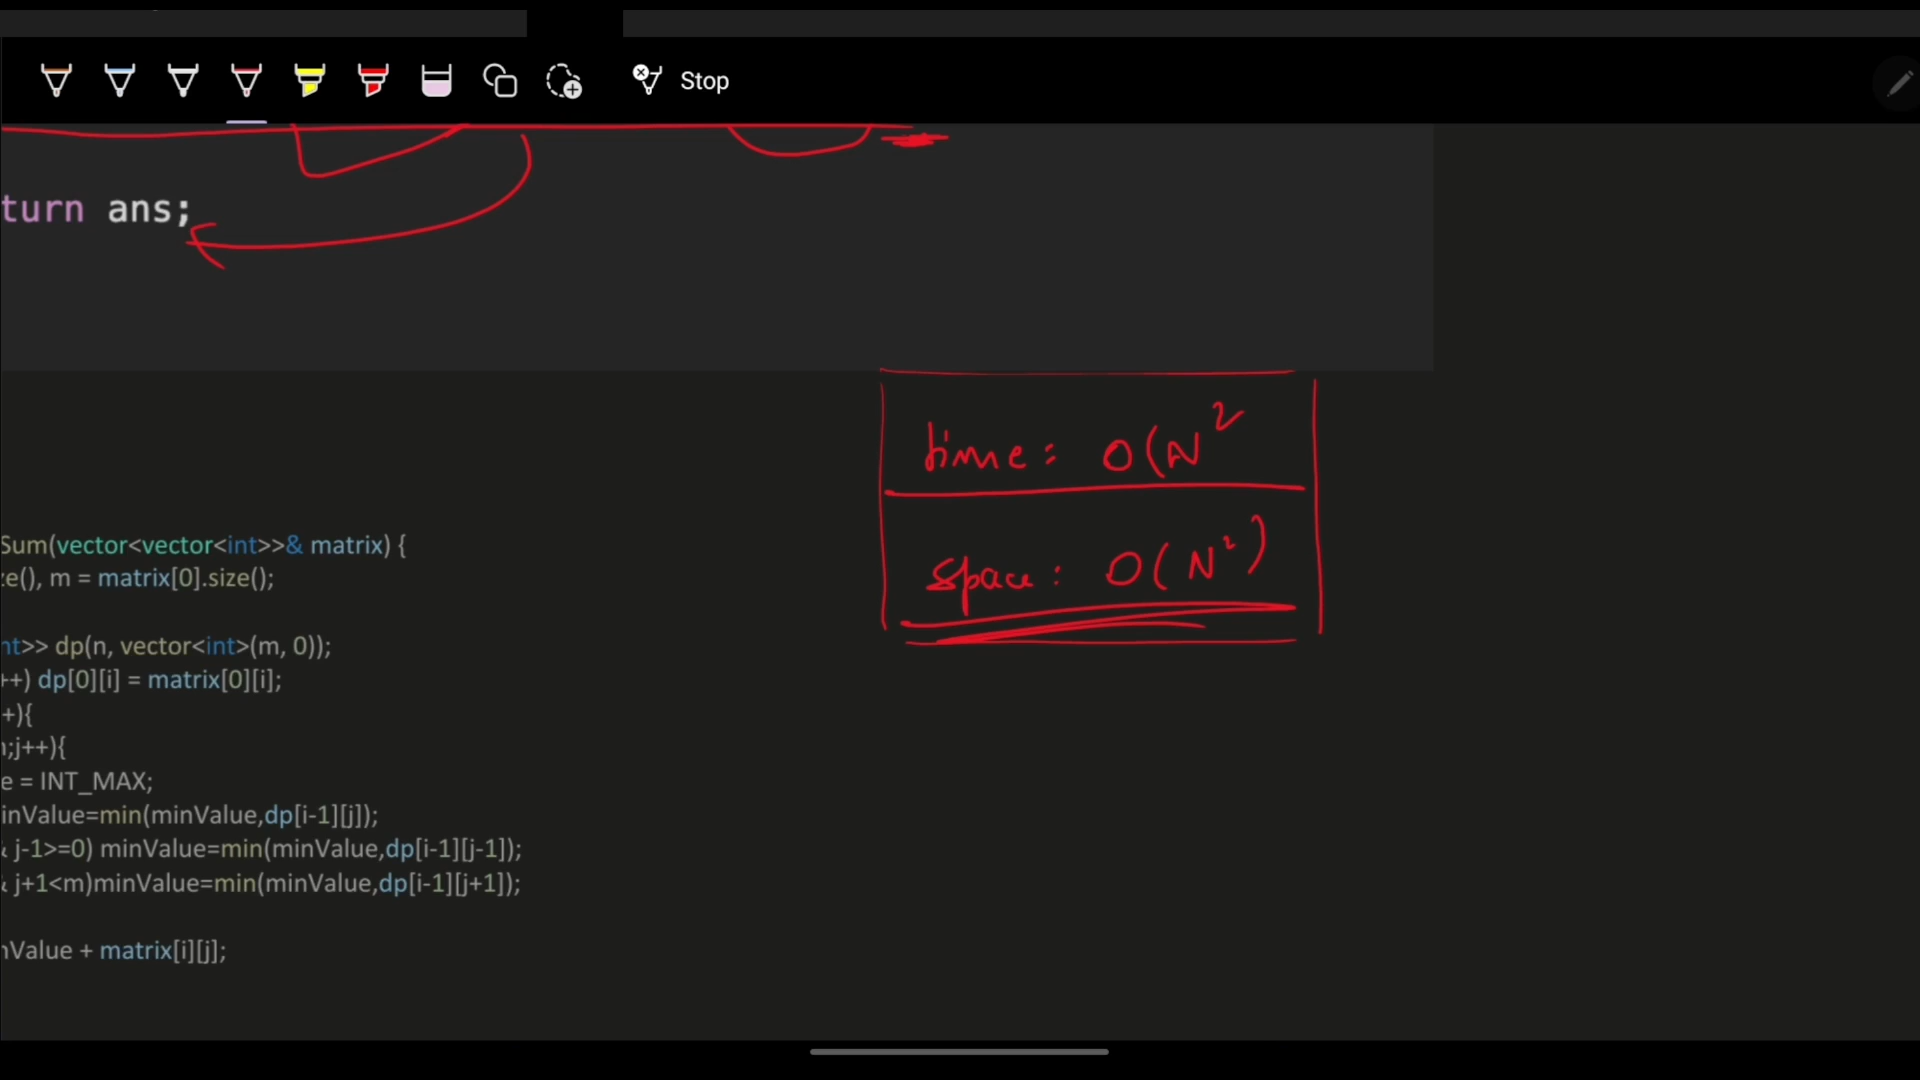 Stop
turn ans;
time: O(N²
space: O(N²)
Sum(vector<vector<int>>& matrix) {
ze(), m = matrix[0].size();
nt>> dp(n, vector<int>(m, 0));
++) dp[0][i] = matrix[0][i];
+){
;j++){
e = INT_MAX;
inValue=min(minValue,dp[i-1][j]);
& j-1>=0) minValue=min(minValue,dp[i-1][j-1]);
& j+1<m)minValue=min(minValue,dp[i-1][j+1]);
nValue + matrix[i][j];